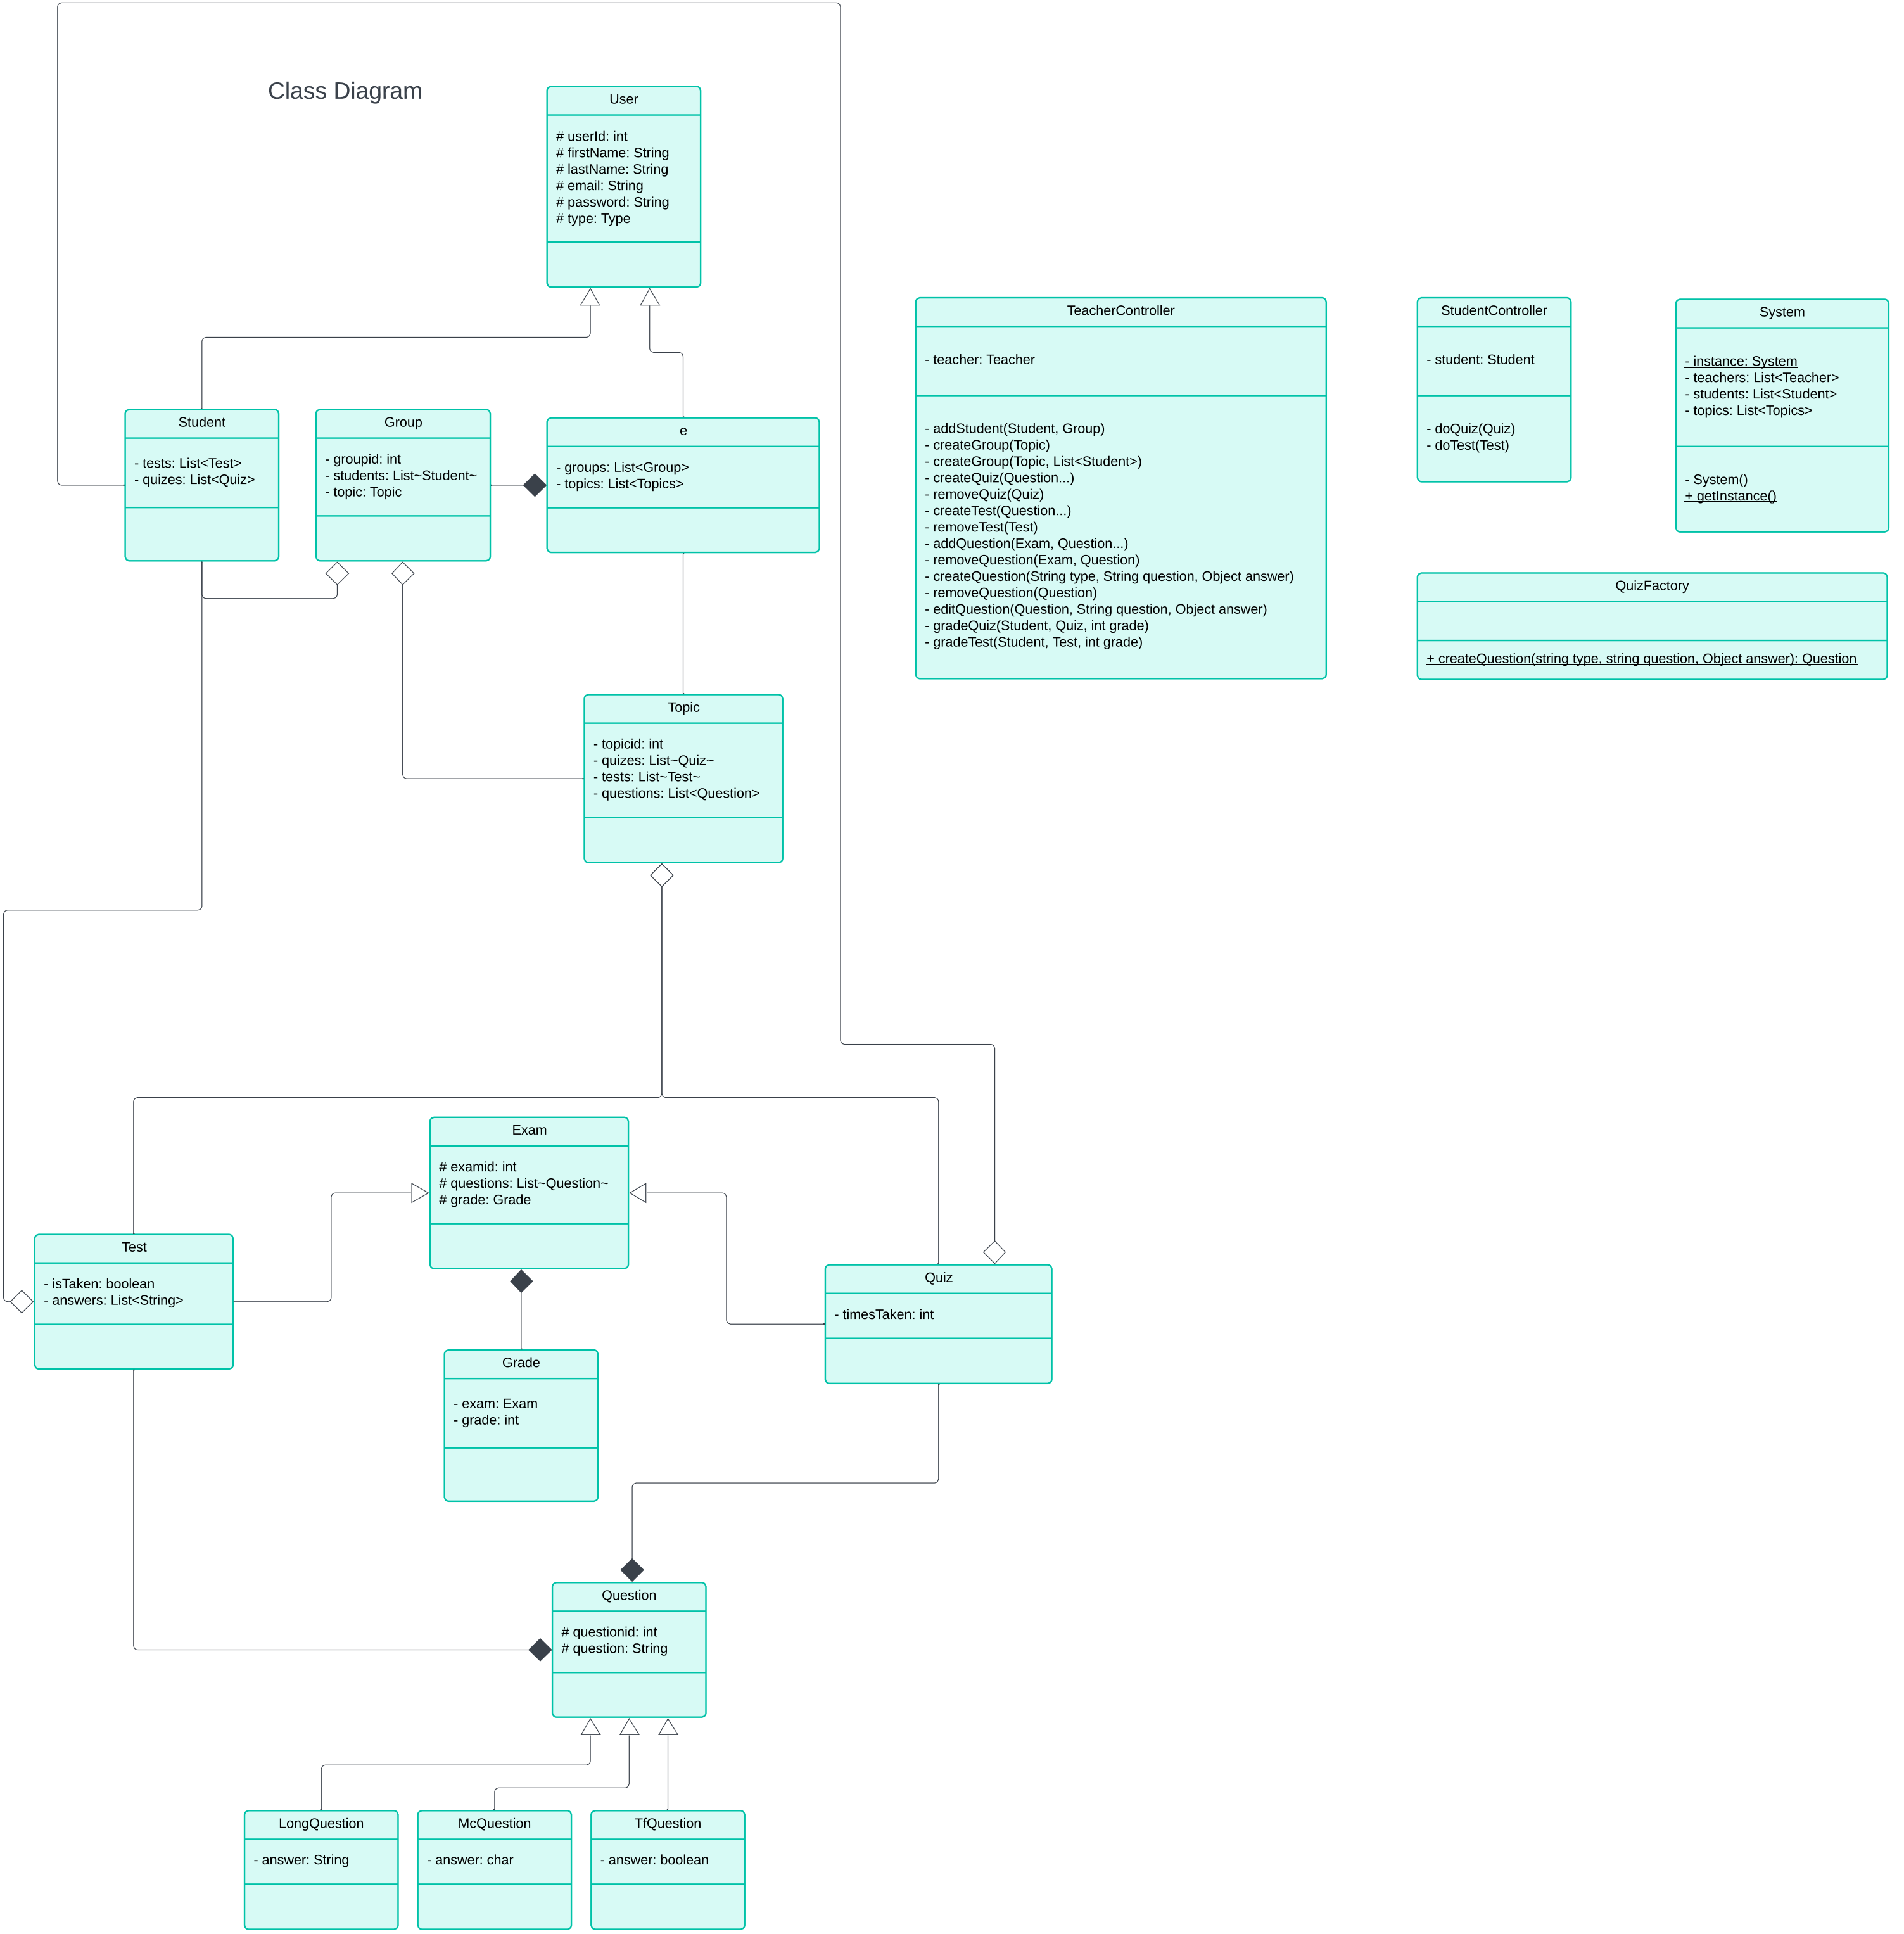 Class Diagram
User
# userId: int
# firstName: String
# lastName: String
# email: String
# password: String
# type: Type
TeacherController
- teacher: Teacher
- addStudent(Student, Group)
- createGroup(Topic)
- createGroup(Topic, List<Student>)
- createQuiz(Question...)
- removeQuiz(Quiz)
- createTest(Question...)
- removeTest(Test)
- addQuestion(Exam, Question...)
- removeQuestion(Exam, Question)
- createQuestion(String type, String question, Object answer)
- removeQuestion(Question)
- editQuestion(Question, String question, Object answer)
- gradeQuiz(Student, Quiz, int grade)
- gradeTest(Student, Test, int grade)
StudentController
- student: Student
- doQuiz(Quiz)
- doTest(Test)
System
- instance: System
- teachers: List<Teacher>
- students: List<Student>
- topics: List<Topics>
- System()
+ getInstance()
QuizFactory
+ createQuestion(string type, string question, Object answer): Question
Student
- tests: List<Test>
- quizes: List<Quiz>
Group
- groupid: int
- students: List~Student~
- topic: Topic
e
- groups: List<Group>
- topics: List<Topics>
Topic
- topicid: int
- quizes: List~Quiz~
- tests: List~Test~
- questions: List<Question>
Exam
# examid: int
# questions: List~Question~
# grade: Grade
Test
- isTaken: boolean
- answers: List<String>
Quiz
- timesTaken: int
Grade
- exam: Exam
- grade: int
Question
# questionid: int
# question: String
LongQuestion
- answer: String
McQuestion
- answer: char
TfQuestion
- answer: boolean